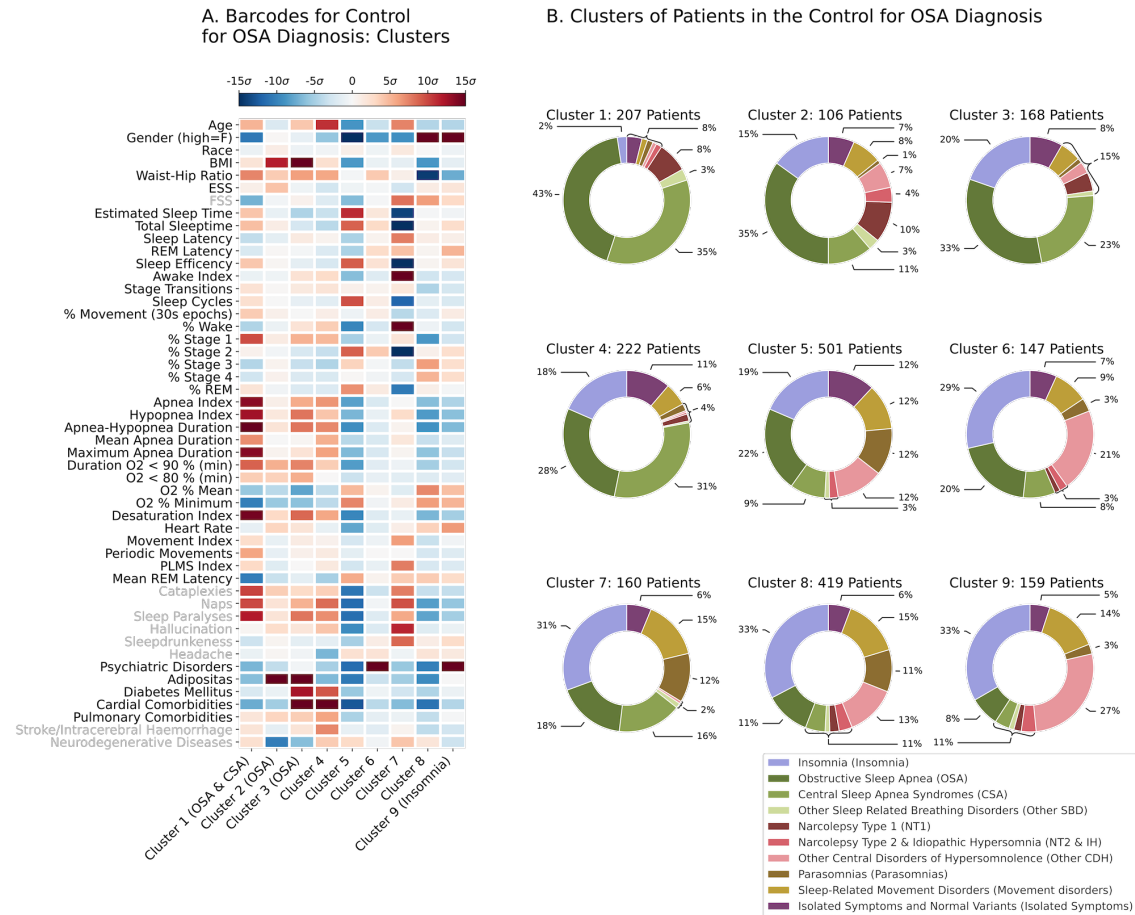 A. Barcodes for Control
for OSA Diagnosis: Clusters
-15σ -10σ -5σ 0 5σ 10σ 15σ
Age
Gender (high=F)
Race
BMI
Waist-Hip Ratio
ESS
FSS
Estimated Sleep Time
Total Sleeptime
Sleep Latency
REM Latency
Sleep Efficency
Awake Index
Stage Transitions
Sleep Cycles
% Movement (30s epochs)
% Wake
% Stage 1
% Stage 2
% Stage 3
% Stage 4
% REM
Apnea Index
Hypopnea Index
Apnea-Hypopnea Duration
Mean Apnea Duration
Maximum Apnea Duration
Duration O2 < 90 % (min)
O2 < 80 % (min)
O2 % Mean
O2 % Minimum
Desaturation Index
Heart Rate
Movement Index
Periodic Movements
PLMS Index
Mean REM Latency
Cataplexies
Naps
Sleep Paralyses
Hallucination
Sleepdrunkeness
Headache
Psychiatric Disorders
Adipositas
Diabetes Mellitus
Cardial Comorbidities
Pulmonary Comorbidities
Stroke/Intracerebral Haemorrhage
Neurodegenerative Diseases
Cluster 1 (OSA & CSA)
Cluster 2 (OSA)
Cluster 3 (OSA)
Cluster 4
Cluster 5
Cluster 6
Cluster 7
Cluster 8
Cluster 9 (Insomnia)
B. Clusters of Patients in the Control for OSA Diagnosis
Cluster 1: 207 Patients
2%
8%
8%
3%
43%
35%
Cluster 2: 106 Patients
15%
7%
8%
1%
7%
4%
35%
10%
3%
11%
Cluster 3: 168 Patients
20%
8%
15%
33%
23%
Cluster 4: 222 Patients
18%
11%
6%
4%
28%
31%
Cluster 5: 501 Patients
19%
12%
12%
12%
22%
12%
9%
3%
Cluster 6: 147 Patients
29%
7%
9%
3%
21%
20%
3%
8%
Cluster 7: 160 Patients
31%
6%
15%
12%
2%
18%
16%
Cluster 8: 419 Patients
33%
6%
15%
11%
11%
13%
11%
Cluster 9: 159 Patients
33%
5%
14%
3%
27%
8%
11%
Insomnia (Insomnia)
Obstructive Sleep Apnea (OSA)
Central Sleep Apnea Syndromes (CSA)
Other Sleep Related Breathing Disorders (Other SBD)
Narcolepsy Type 1 (NT1)
Narcolepsy Type 2 & Idiopathic Hypersomnia (NT2 & IH)
Other Central Disorders of Hypersomnolence (Other CDH)
Parasomnias (Parasomnias)
Sleep-Related Movement Disorders (Movement disorders)
Isolated Symptoms and Normal Variants (Isolated Symptoms)